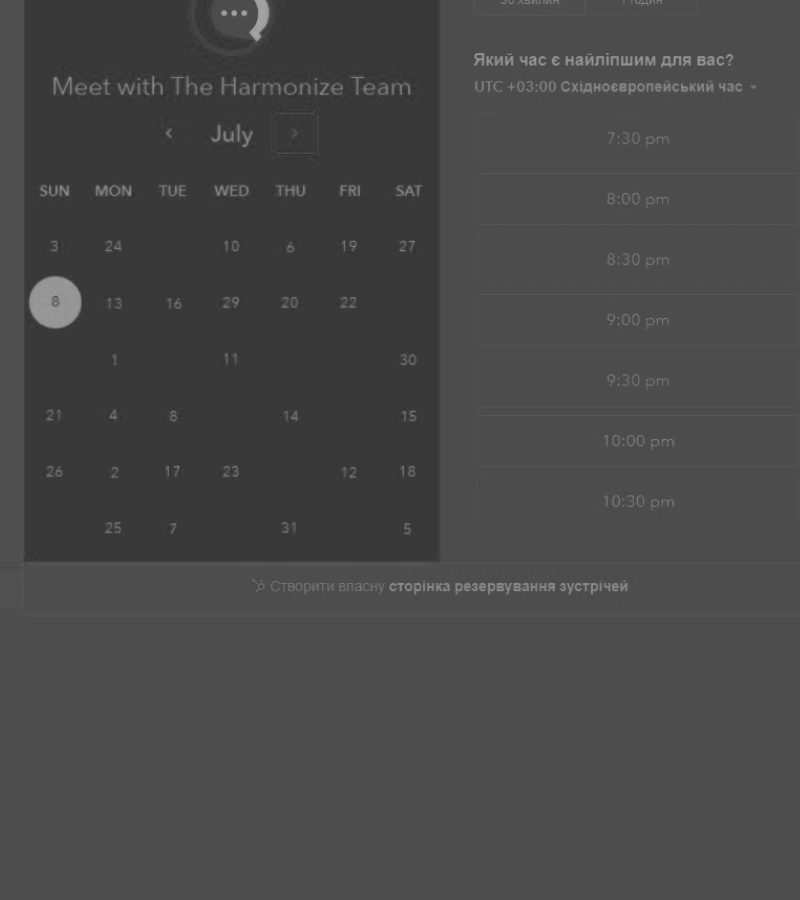 30 хвилин
1 годин
Meet with The Harmonize Team
July
SUN MON TUE WED THU FRI SAT
3 24 10 6 19 27
8 13 16 29 20 22
1 11 30
21 4 8 14 15
26 2 17 23 12 18
25 7 31 5
Який час є найліпшим для вас?
UTC +03:00 Східноєвропейський час
7:30 pm
8:00 pm
8:30 pm
9:00 pm
9:30 pm
10:00 pm
10:30 pm
Створити власну сторінка резервування зустрічей